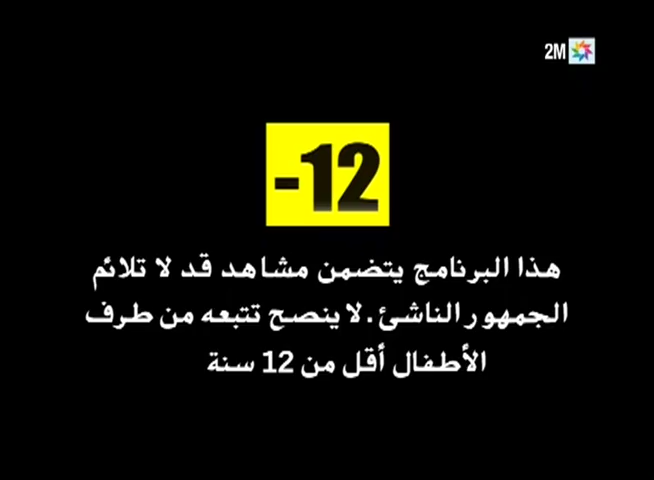 2M
-12
هذا البرنامج يتضمن مشاهد قد لا تلائم
الجمهور الناشئ. لا ينصح تتبعه من طرف
الأطفال أقل من 12 سنة